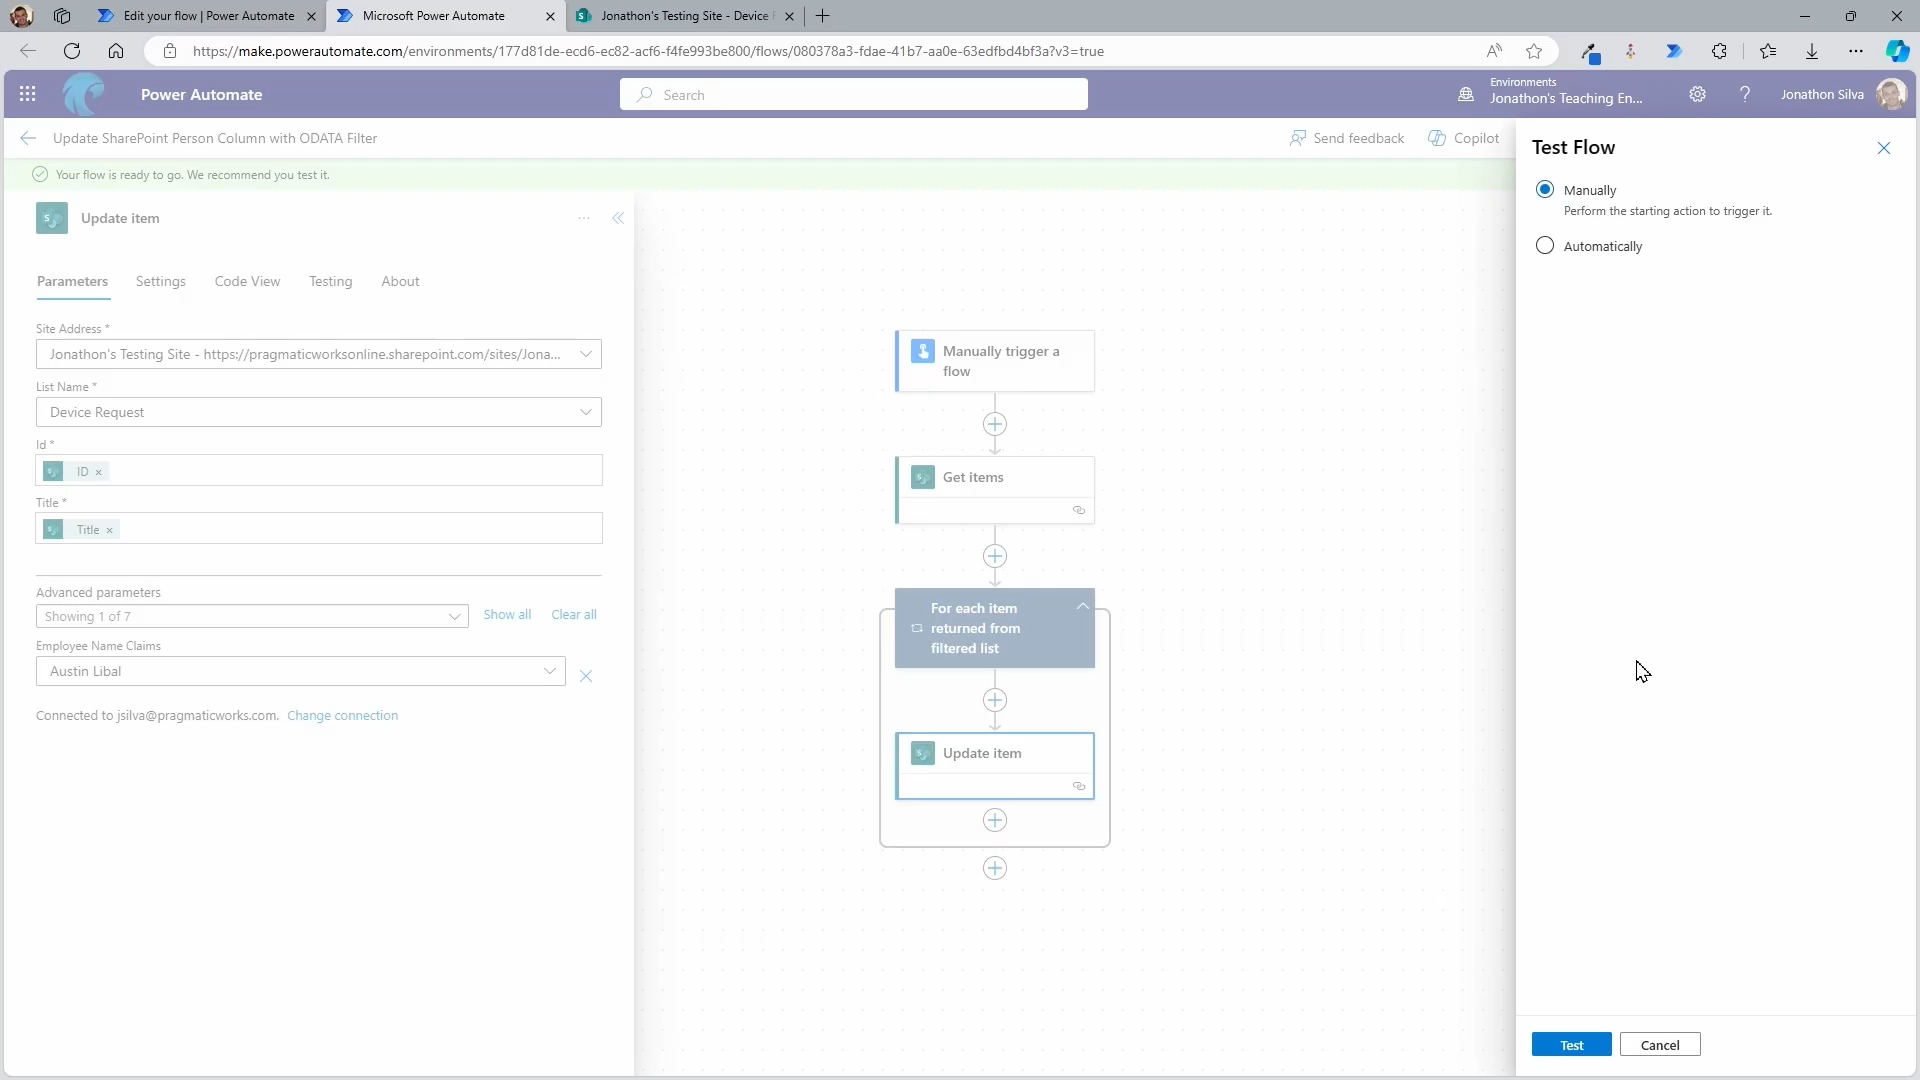 Edit your flow | Power Automate
Microsoft Power Automate
Jonathon's Testing Site - Device
https://make.powerautomate.com/environments/177d81de-ecd6-ec82-acf6-f4fe993be800/flows/080378a3-fdae-41b7-aa0e-63edfbd4bf3a?v3=true
Power Automate
Search
Environments
Jonathon's Teaching En...
Jonathon Silva
Update SharePoint Person Column with ODATA Filter
Send feedback
Copilot
Your flow is ready to go. We recommend you test it.
Update item
Parameters
Settings
Code View
Testing
About
Site Address *
Jonathon's Testing Site - https://pragmaticworksonline.sharepoint.com/sites/Jona...
List Name *
Device Request
Id *
ID
Title *
Title
Advanced parameters
Showing 1 of 7
Show all
Clear all
Employee Name Claims
Austin Libal
Connected to jsilva@pragmaticworks.com. Change connection
Manually trigger a
flow
Get items
For each item
returned from
filtered list
Update item
Test Flow
Manually
Perform the starting action to trigger it.
Automatically
Test
Cancel